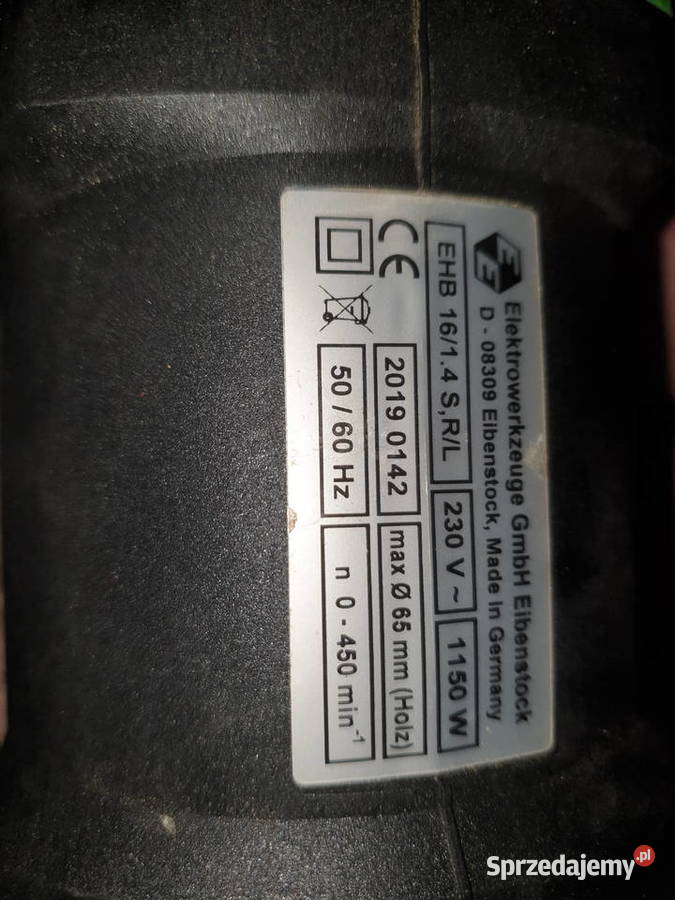 Elektrowerkzeuge GmbH Eibenstock
D - 08309 Eibenstock, Made in Germany
EHB 16/1.4 S,R/L 230 V ~ 1150 W
CE 2019 0142 max Ø 65 mm (Holz)
50 / 60 Hz n 0 - 450 min⁻¹
Sprzedajemy.pl